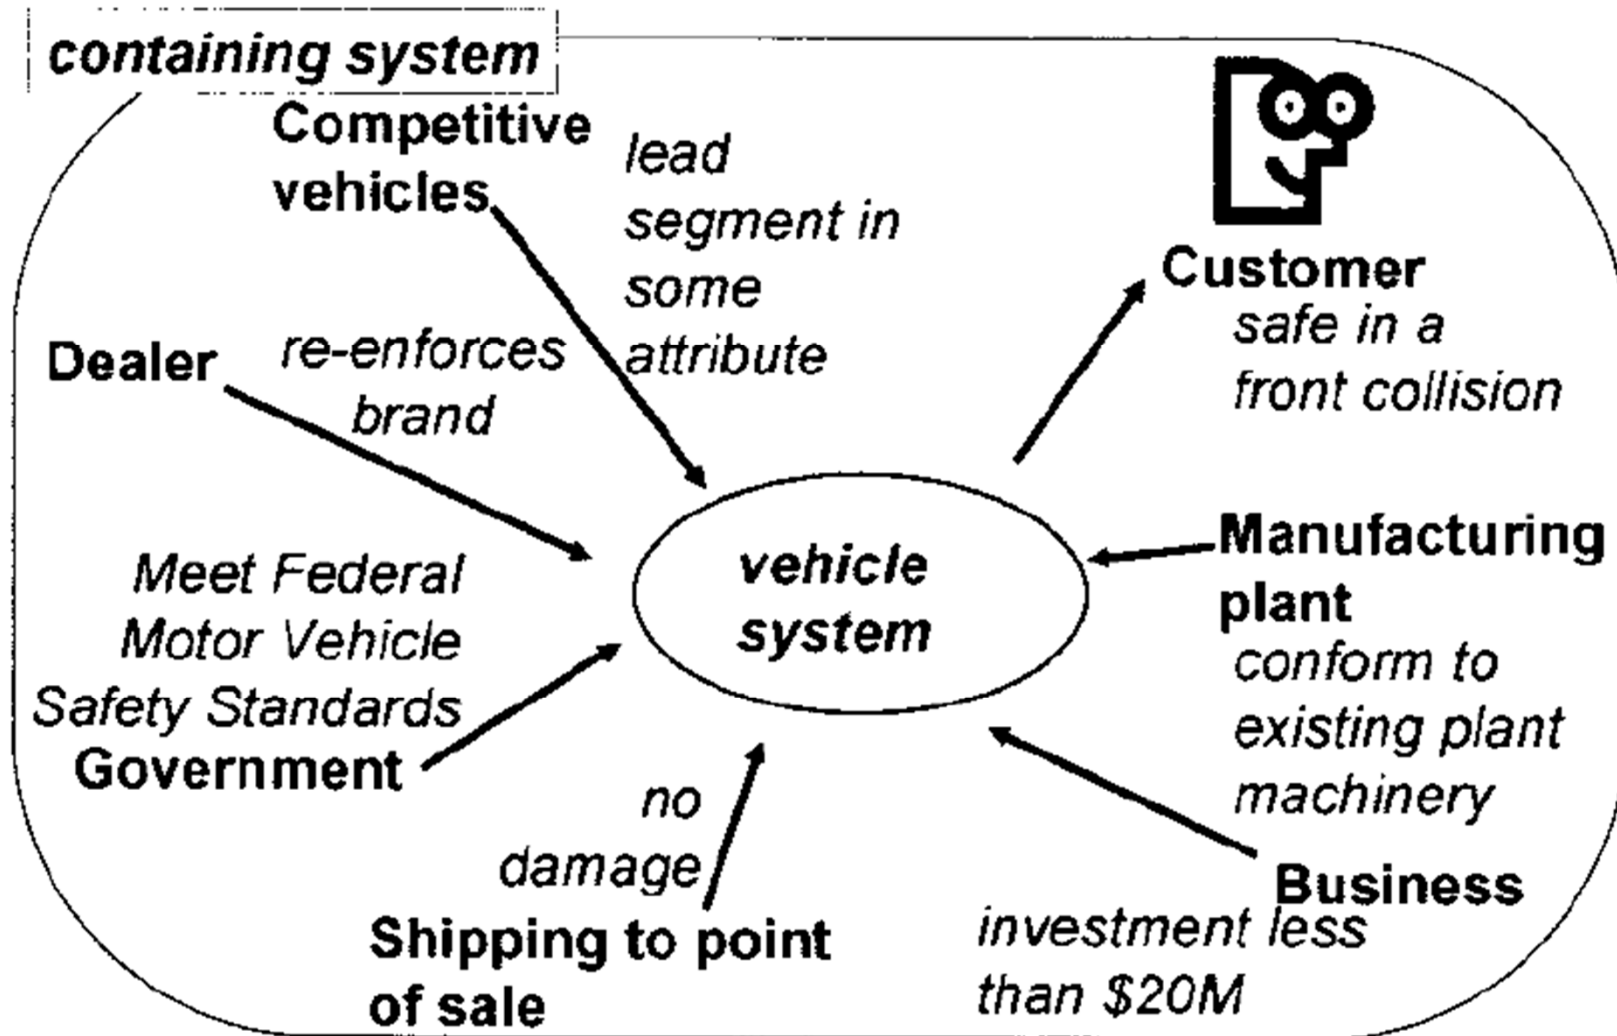 containing system
Competitive
vehicles
lead
segment in
some
attribute
Customer
safe in a
front collision
Dealer
re-enforces
brand
vehicle
system
Manufacturing
plant
conform to
existing plant
machinery
Meet Federal
Motor Vehicle
Safety Standards
Government
no
damage
Shipping to point
of sale
Business
investment less
than $20M